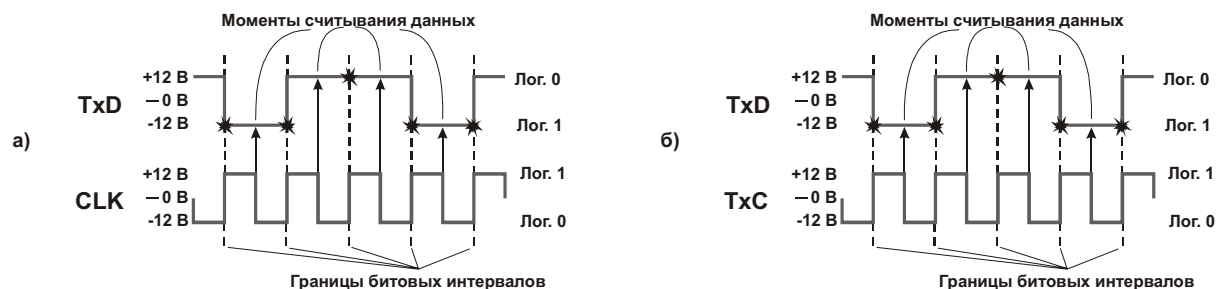 Моменты считывания данных
+12 В
— 0 В
-12 В
TxD
Лог. 0
Лог. 1
а)
+12 В
— 0 В
-12 В
CLK
Лог. 1
Лог. 0
Границы битовых интервалов
Моменты считывания данных
+12 В
— 0 В
-12 В
TxD
Лог. 0
Лог. 1
б)
+12 В
— 0 В
-12 В
TxC
Лог. 1
Лог. 0
Границы битовых интервалов